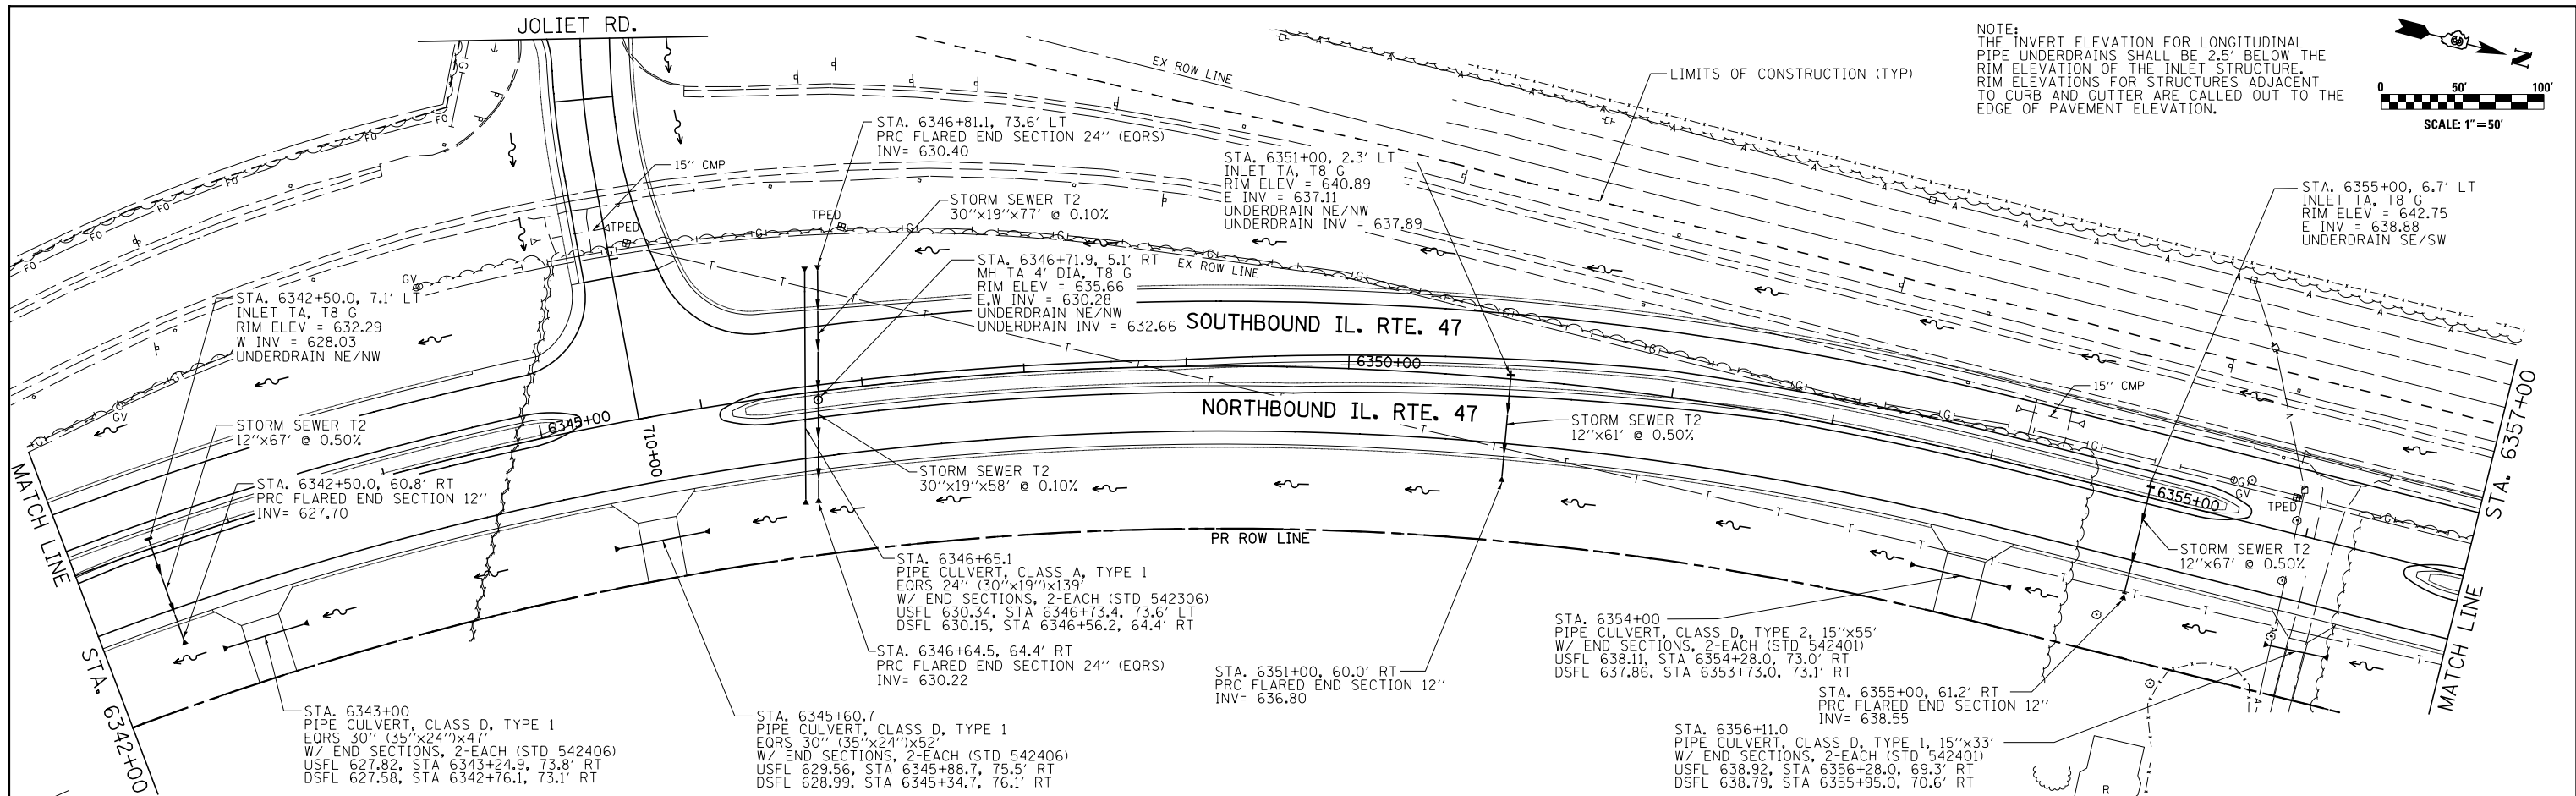 JOLIET RD.
NOTE:
THE INVERT ELEVATION FOR LONGITUDINAL
PIPE UNDERDRAINS SHALL BE 2.5' BELOW THE
RIM ELEVATION OF THE INLET STRUCTURE.
RIM ELEVATIONS FOR STRUCTURES ADJACENT
TO CURB AND GUTTER ARE CALLED OUT TO THE
EDGE OF PAVEMENT ELEVATION.
N
0 50' 100'
SCALE: 1"=50'
EX ROW LINE
LIMITS OF CONSTRUCTION (TYP)
STA. 6346+81.1, 73.6' LT
PRC FLARED END SECTION 24" (EQRS)
INV= 630.40
15" CMP
STA. 6351+00, 2.3' LT
INLET TA, T8 G
RIM ELEV = 640.89
E INV = 637.11
UNDERDRAIN NE/NW
UNDERDRAIN INV = 637.89
STA. 6355+00, 6.7' LT
INLET TA, T8 G
RIM ELEV = 642.75
E INV = 638.88
UNDERDRAIN SE/SW
STORM SEWER T2
30"x19"x77' @ 0.10%
TPED
TPED
STA. 6346+71.9, 5.1' RT
MH TA 4' DIA, T8 G
RIM ELEV = 635.66
E,W INV = 630.28
UNDERDRAIN NE/NW
UNDERDRAIN INV = 632.66
EX ROW LINE
GV
STA. 6342+50.0, 7.1' LT
INLET TA, T8 G
RIM ELEV = 632.29
W INV = 628.03
UNDERDRAIN NE/NW
SOUTHBOUND IL. RTE. 47
6350+00
15" CMP
NORTHBOUND IL. RTE. 47
GV
STORM SEWER T2
12"x67' @ 0.50%
6345+00
710+00
STORM SEWER T2
12"x61' @ 0.50%
STORM SEWER T2
30"x19"x58' @ 0.10%
STA. 6342+50.0, 60.8' RT
PRC FLARED END SECTION 12"
INV= 627.70
6355+00
GV
TPED
STA. 6357+00
MATCH LINE
MATCH LINE
STA. 6342+00
PR ROW LINE
STORM SEWER T2
12"x67' @ 0.50%
STA. 6346+65.1
PIPE CULVERT, CLASS A, TYPE 1
EQRS 24" (30"x19")x139'
W/ END SECTIONS, 2-EACH (STD 542306)
USFL 630.34, STA 6346+73.4, 73.6' LT
DSFL 630.15, STA 6346+56.2, 64.4' RT
STA. 6346+64.5, 64.4' RT
PRC FLARED END SECTION 24" (EQRS)
INV= 630.22
STA. 6351+00, 60.0' RT
PRC FLARED END SECTION 12"
INV= 636.80
STA. 6354+00
PIPE CULVERT, CLASS D, TYPE 2, 15"x55'
W/ END SECTIONS, 2-EACH (STD 542401)
USFL 638.11, STA 6354+28.0, 73.0' RT
DSFL 637.86, STA 6353+73.0, 73.1' RT
STA. 6355+00, 61.2' RT
PRC FLARED END SECTION 12"
INV= 638.55
STA. 6343+00
PIPE CULVERT, CLASS D, TYPE 1
EQRS 30" (35"x24")x47'
W/ END SECTIONS, 2-EACH (STD 542406)
USFL 627.82, STA 6343+24.9, 73.8' RT
DSFL 627.58, STA 6342+76.1, 73.1' RT
STA. 6345+60.7
PIPE CULVERT, CLASS D, TYPE 1
EQRS 30" (35"x24")x52'
W/ END SECTIONS, 2-EACH (STD 542406)
USFL 629.56, STA 6345+88.7, 75.5' RT
DSFL 628.99, STA 6345+34.7, 76.1' RT
STA. 6356+11.0
PIPE CULVERT, CLASS D, TYPE 1, 15"x33'
W/ END SECTIONS, 2-EACH (STD 542401)
USFL 638.92, STA 6356+28.0, 69.3' RT
DSFL 638.79, STA 6355+95.0, 70.6' RT
R